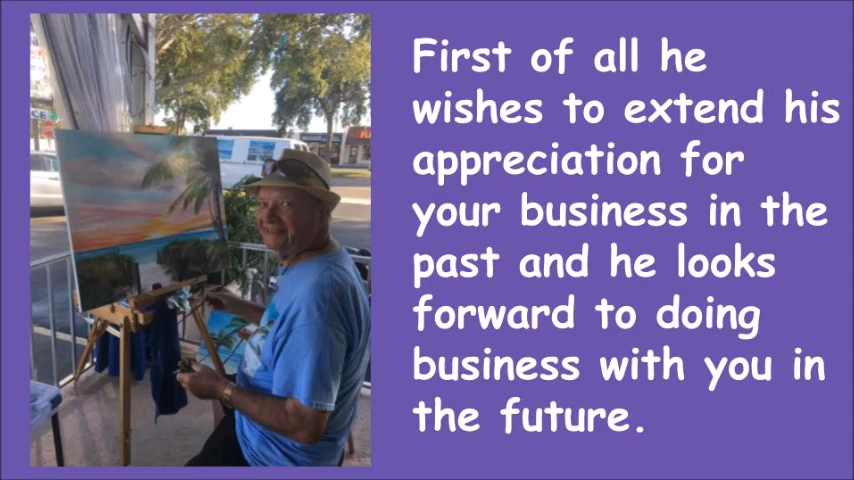 First of all he
wishes to extend his
appreciation for
your business in the
past and he looks
forward to doing
business with you in
the future.